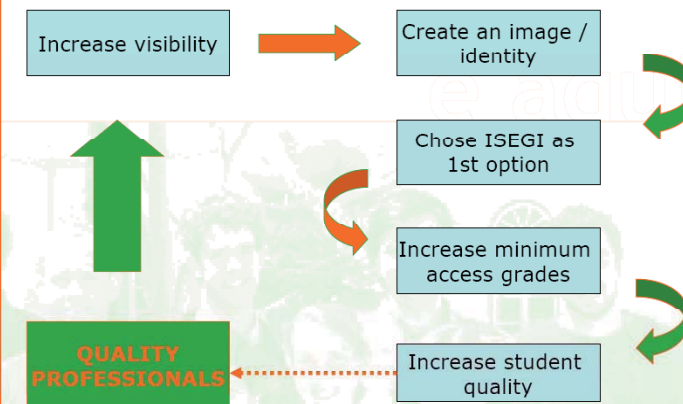 Increase visibility
Create an image /
identity
e adu
Chose ISEGI as
1st option
Increase minimum
access grades
Increase student
quality
QUALITY
PROFESSIONALS